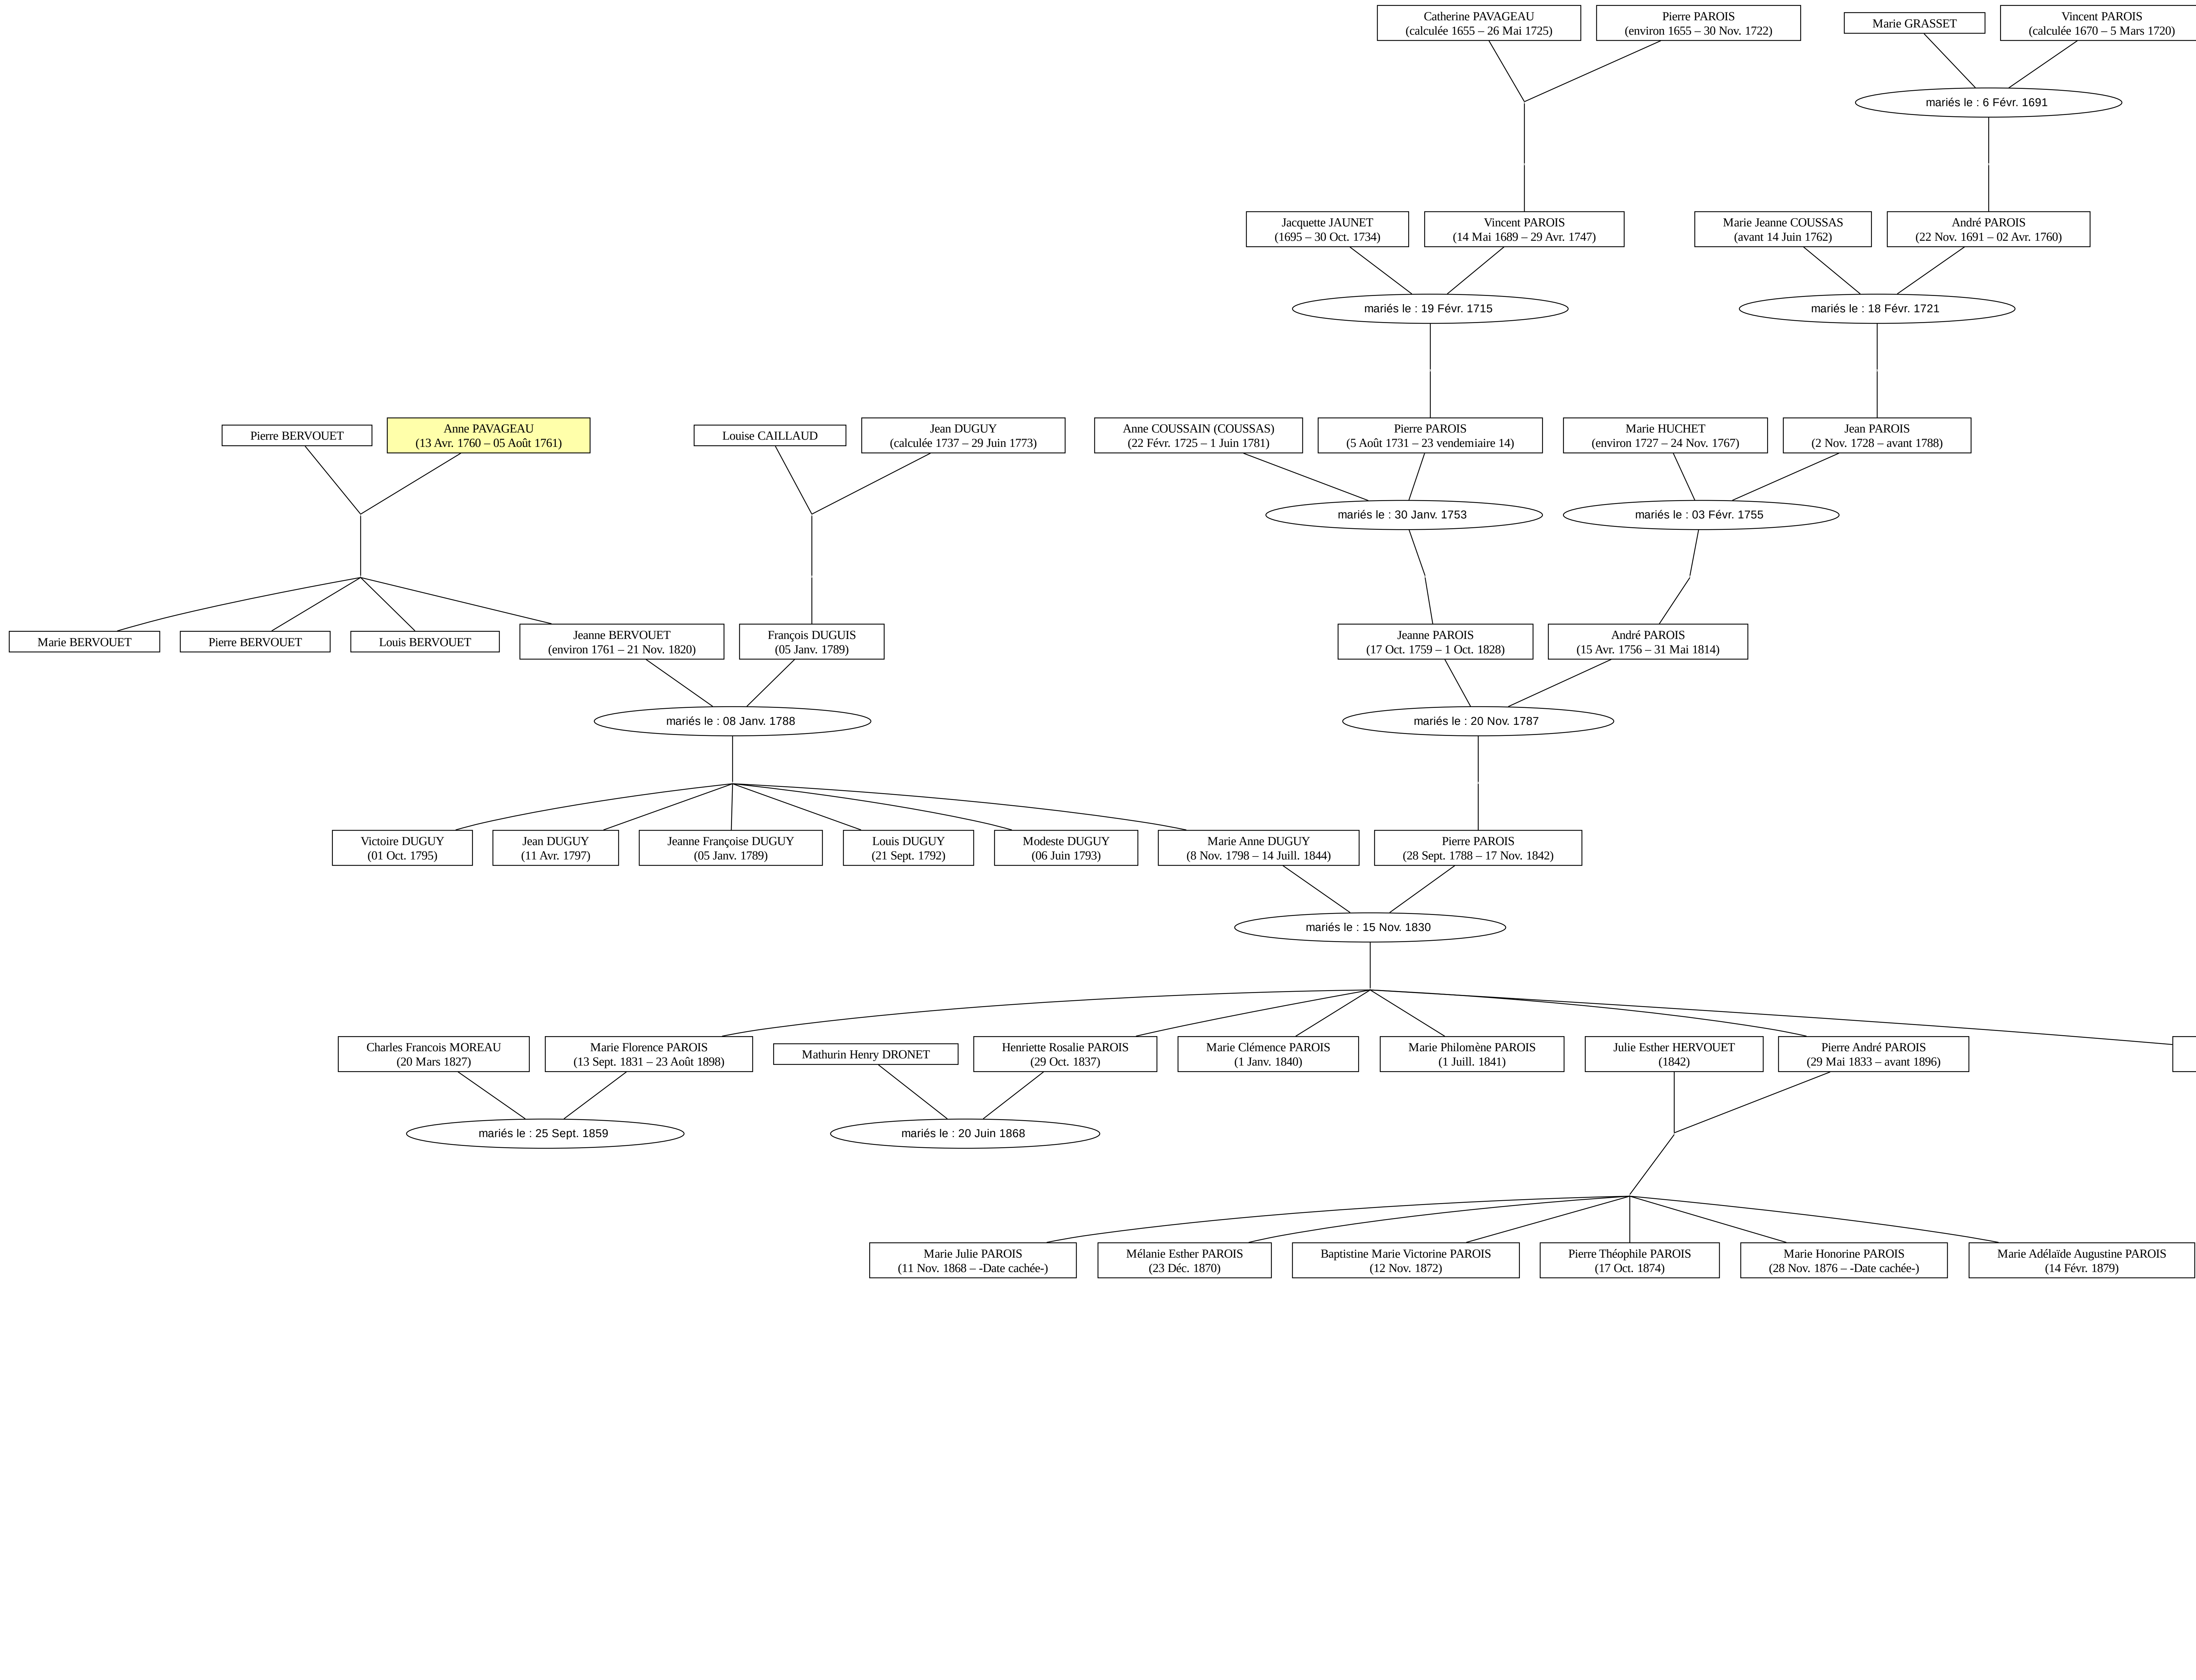 Catherine PAVAGEAU
(calculée 1655 – 26 Mai 1725)
Pierre PAROIS
(environ 1655 – 30 Nov. 1722)
Marie GRASSET
Vincent PAROIS
(calculée 1670 – 5 Mars 1720)
mariés le : 6 Févr. 1691
Jacquette JAUNET
(1695 – 30 Oct. 1734)
Vincent PAROIS
(14 Mai 1689 – 29 Avr. 1747)
Marie Jeanne COUSSAS
(avant 14 Juin 1762)
André PAROIS
(22 Nov. 1691 – 02 Avr. 1760)
mariés le : 19 Févr. 1715
mariés le : 18 Févr. 1721
Pierre BERVOUET
Anne PAVAGEAU
(13 Avr. 1760 – 05 Août 1761)
Louise CAILLAUD
Jean DUGUY
(calculée 1737 – 29 Juin 1773)
Anne COUSSAIN (COUSSAS)
(22 Févr. 1725 – 1 Juin 1781)
Pierre PAROIS
(5 Août 1731 – 23 vendemiaire 14)
Marie HUCHET
(environ 1727 – 24 Nov. 1767)
Jean PAROIS
(2 Nov. 1728 – avant 1788)
mariés le : 30 Janv. 1753
mariés le : 03 Févr. 1755
Marie BERVOUET
Pierre BERVOUET
Louis BERVOUET
Jeanne BERVOUET
(environ 1761 – 21 Nov. 1820)
François DUGUIS
(05 Janv. 1789)
Jeanne PAROIS
(17 Oct. 1759 – 1 Oct. 1828)
André PAROIS
(15 Avr. 1756 – 31 Mai 1814)
mariés le : 08 Janv. 1788
mariés le : 20 Nov. 1787
Victoire DUGUY
(01 Oct. 1795)
Jean DUGUY
(11 Avr. 1797)
Jeanne Françoise DUGUY
(05 Janv. 1789)
Louis DUGUY
(21 Sept. 1792)
Modeste DUGUY
(06 Juin 1793)
Marie Anne DUGUY
(8 Nov. 1798 – 14 Juill. 1844)
Pierre PAROIS
(28 Sept. 1788 – 17 Nov. 1842)
mariés le : 15 Nov. 1830
Charles Francois MOREAU
(20 Mars 1827)
Marie Florence PAROIS
(13 Sept. 1831 – 23 Août 1898)
Mathurin Henry DRONET
Henriette Rosalie PAROIS
(29 Oct. 1837)
Marie Clémence PAROIS
(1 Janv. 1840)
Marie Philomène PAROIS
(1 Juill. 1841)
Julie Esther HERVOUET
(1842)
Pierre André PAROIS
(29 Mai 1833 – avant 1896)
mariés le : 25 Sept. 1859
mariés le : 20 Juin 1868
Marie Julie PAROIS
(11 Nov. 1868 – -Date cachée-)
Mélanie Esther PAROIS
(23 Déc. 1870)
Baptistine Marie Victorine PAROIS
(12 Nov. 1872)
Pierre Théophile PAROIS
(17 Oct. 1874)
Marie Honorine PAROIS
(28 Nov. 1876 – -Date cachée-)
Marie Adélaïde Augustine PAROIS
(14 Févr. 1879)